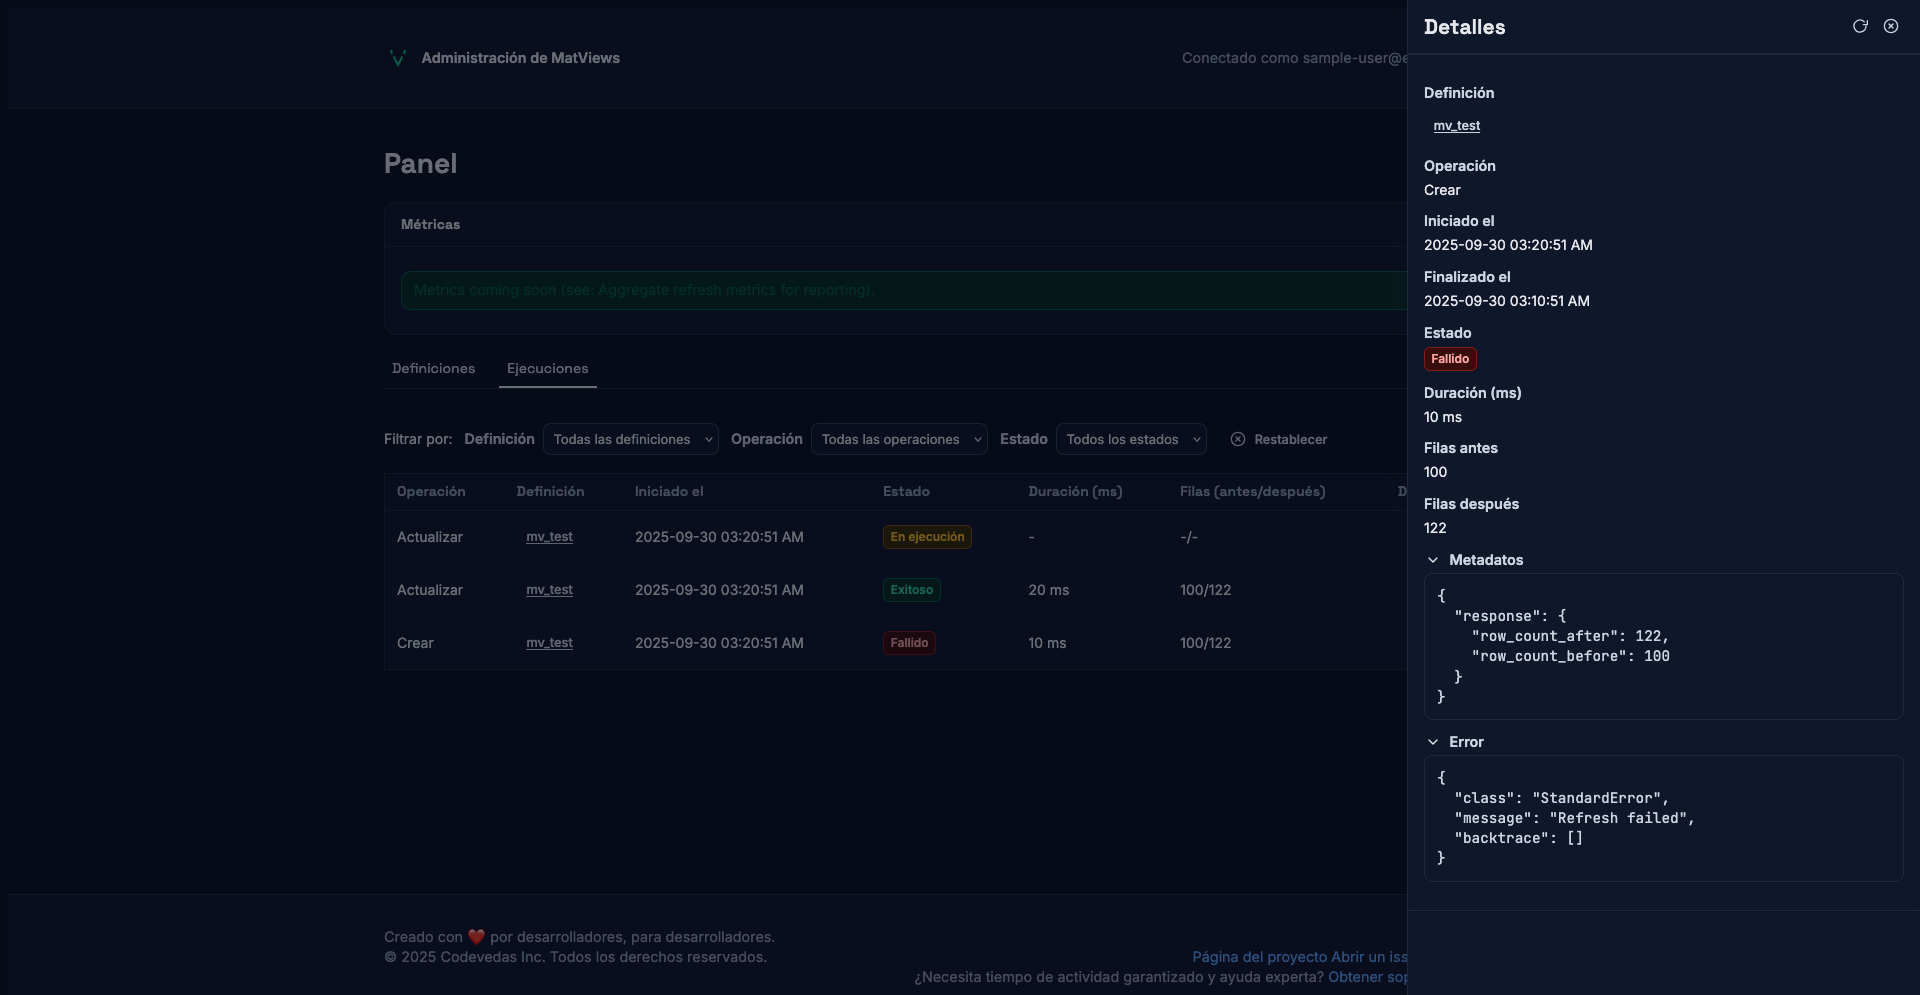 Administración de MatViews
Conectado como sample-user@e
Panel
Métricas
Metrics coming soon (see: Aggregate refresh metrics for reporting).
Definiciones Ejecuciones
Filtrar por: Definición Todas las definiciones Operación Todas las operaciones Estado Todos los estados Restablecer
Operación Definición Iniciado el Estado Duración (ms) Filas (antes/después) D
Actualizar mv_test 2025-09-30 03:20:51 AM En ejecución - -/-
Actualizar mv_test 2025-09-30 03:20:51 AM Exitoso 20 ms 100/122
Crear mv_test 2025-09-30 03:20:51 AM Fallido 10 ms 100/122
Creado con ❤️ por desarrolladores, para desarrolladores.
© 2025 Codevedas Inc. Todos los derechos reservados.
Página del proyecto Abrir un iss
¿Necesita tiempo de actividad garantizado y ayuda experta? Obtener sop
Detalles
Definición
mv_test
Operación
Crear
Iniciado el
2025-09-30 03:20:51 AM
Finalizado el
2025-09-30 03:10:51 AM
Estado
Fallido
Duración (ms)
10 ms
Filas antes
100
Filas después
122
Metadatos
{
  "response": {
    "row_count_after": 122,
    "row_count_before": 100
  }
}
Error
{
  "class": "StandardError",
  "message": "Refresh failed",
  "backtrace": []
}